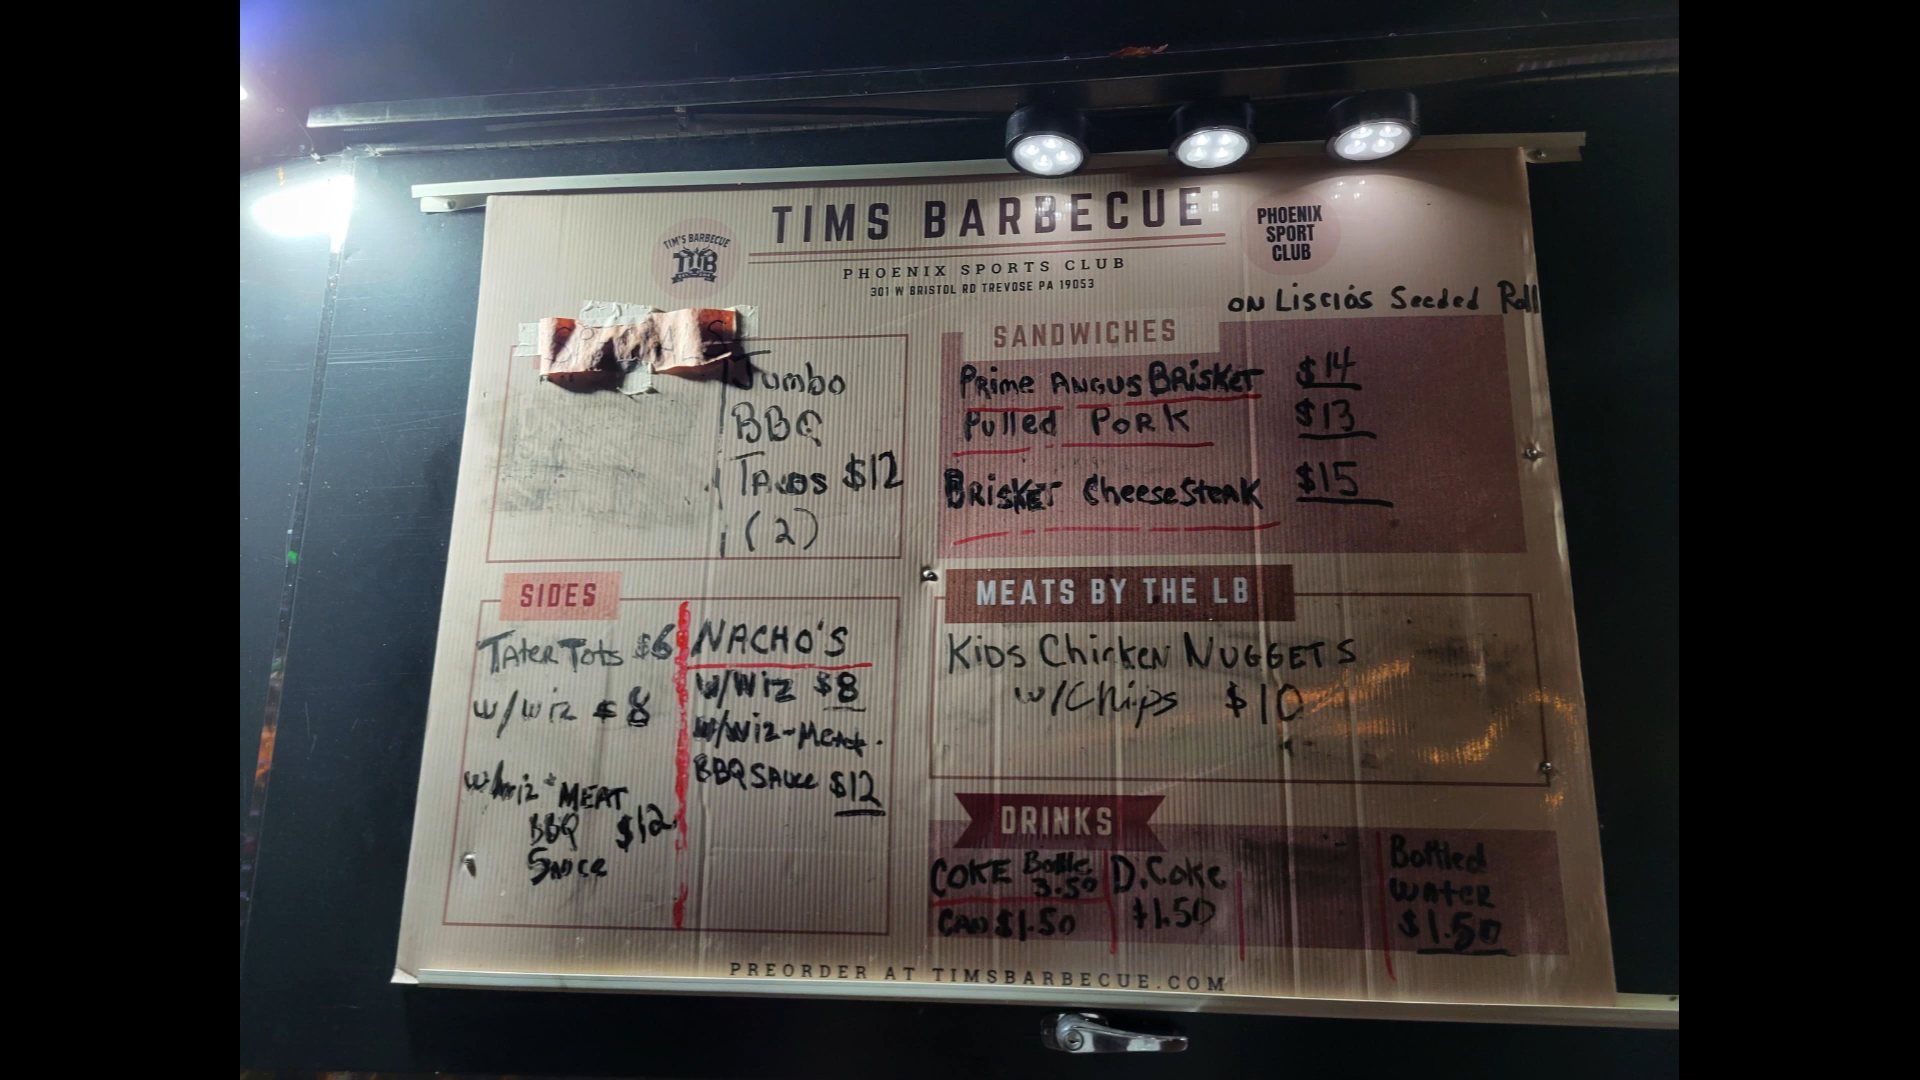 TIMS BARBECUE
TIM'S BARBECUE
TMB
PHOENIX
SPORT
CLUB
PHOENIX SPORTS CLUB
301 W BRISTOL RD TREVOSE PA 19053
Jumbo
BBQ
TACOS $12
(2)
ON Liscios Seeded Roll
SANDWICHES
PRime ANGUS BRisket $14
Pulled PORK $13
BRisket CheeseSteak $15
SIDES
TAteR Tots $6
w/wiz $8
w/wiz + MEAT
BBQ $12
Sauce
NACHO'S
w/Wiz $8
w/Wiz-Meat
BBQ SAuce $12
MEATS BY THE LB
Kids Chicken NUGGETS
w/Chips $10
DRINKS
COKE Bottle
3.50
CAN $1.50
D.Coke
$1.50
Bottled
WAteR
$1.50
PREORDER AT TIMSBARBECUE.COM